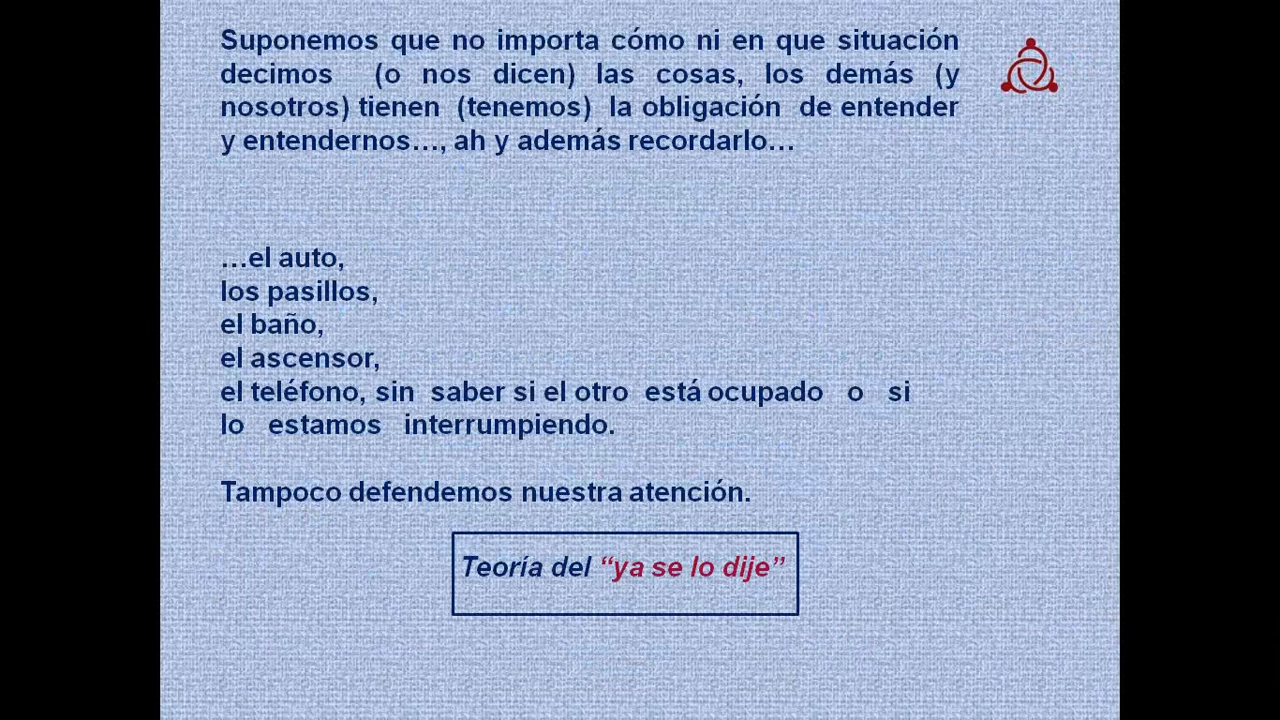 Suponemos que no importa cómo ni en que situación
decimos (o nos dicen) las cosas, los demás (y
nosotros) tienen (tenemos) la obligación de entender
y entendernos…, ah y además recordarlo…
…el auto,
los pasillos,
el baño,
el ascensor,
el teléfono, sin saber si el otro está ocupado o si
lo estamos interrumpiendo.
Tampoco defendemos nuestra atención.
Teoría del “ya se lo dije”